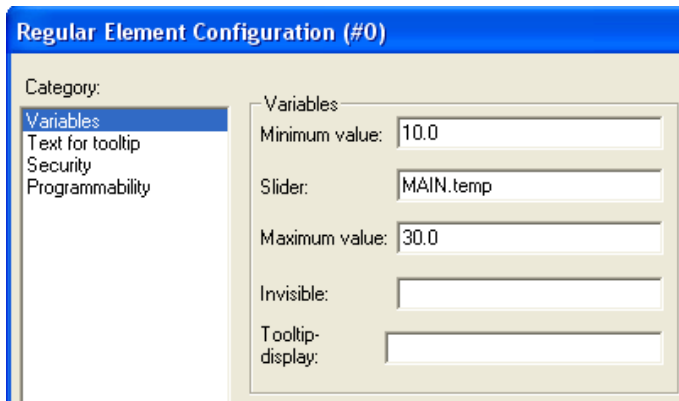 Regular Element Configuration (#0)
Category:
Variables
Text for tooltip
Security
Programmability
Variables
Minimum value: 10.0
Slider: MAIN.temp
Maximum value: 30.0
Invisible:
Tooltip-
display: